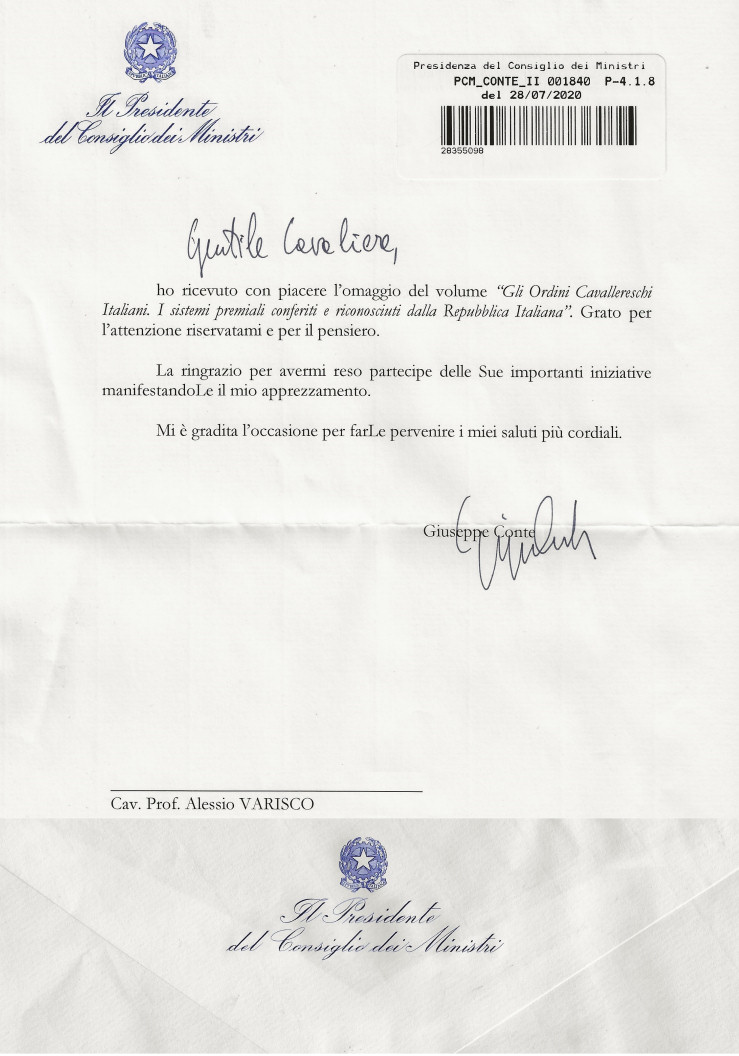 Il Presidente
del Consiglio dei Ministri
Presidenza del Consiglio dei Ministri
PCM_CONTE_II 001840 P-4.1.8
del 28/07/2020
28355098
Gentile Cavaliere,
ho ricevuto con piacere l’omaggio del volume “Gli Ordini Cavallereschi
Italiani. I sistemi premiali conferiti e riconosciuti dalla Repubblica Italiana”. Grato per
l’attenzione riservatami e per il pensiero.
La ringrazio per avermi reso partecipe delle Sue importanti iniziative
manifestandoLe il mio apprezzamento.
Mi è gradita l’occasione per farLe pervenire i miei saluti più cordiali.
Giuseppe Conte
Cav. Prof. Alessio VARISCO
Il Presidente
del Consiglio dei Ministri